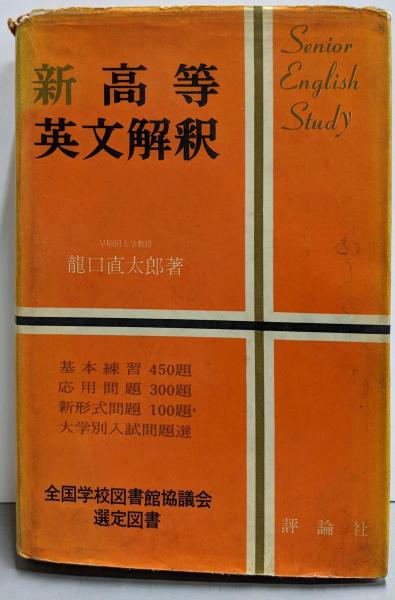 新高等
英文解釈
Senior
English
Study
早稲田大学教授
龍口直太郎著
基本練習 450題
応用問題 300題
新形式問題 100題
大学別入試問題選
全国学校図書館協議会
選定図書
評論社